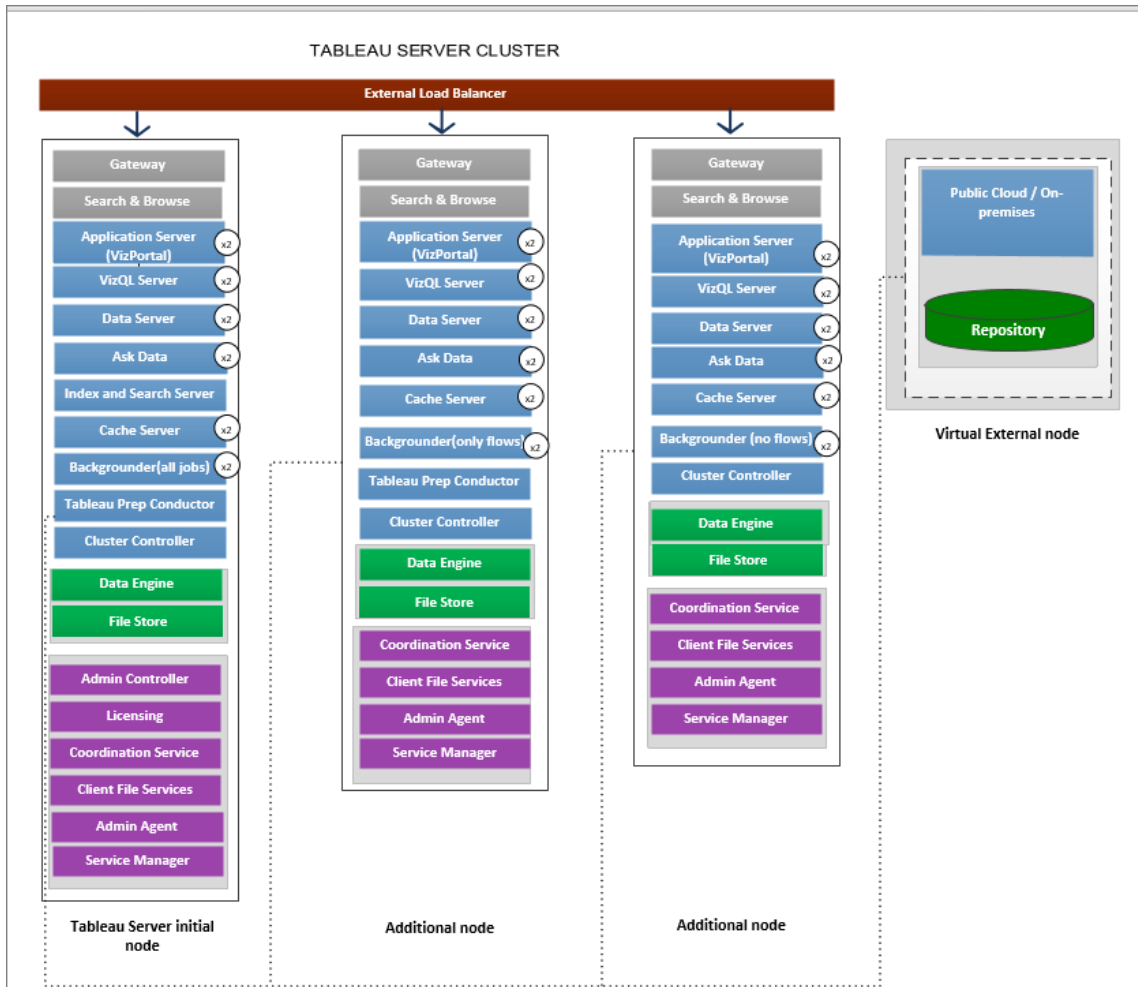 TABLEAU SERVER CLUSTER
External Load Balancer
Gateway
Search & Browse
Application Server
(VizPortal)
x2
VizQL Server
x2
Data Server
x2
Ask Data
x2
Index and Search Server
Cache Server
x2
Backgrounder(all jobs)
x2
Tableau Prep Conductor
Cluster Controller
Data Engine
File Store
Admin Controller
Licensing
Coordination Service
Client File Services
Admin Agent
Service Manager
Tableau Server initial
node
Gateway
Search & Browse
Application Server
(VizPortal)
x2
VizQL Server
x2
Data Server
x2
Ask Data
x2
Cache Server
x2
Backgrounder(only flows)
x2
Tableau Prep Conductor
Cluster Controller
Data Engine
File Store
Coordination Service
Client File Services
Admin Agent
Service Manager
Additional node
Gateway
Search & Browse
Application Server
(VizPortal)
x2
VizQL Server
x2
Data Server
x2
Ask Data
x2
Cache Server
x2
Backgrounder (no flows)
x2
Cluster Controller
Data Engine
File Store
Coordination Service
Client File Services
Admin Agent
Service Manager
Additional node
Public Cloud / On-
premises
Repository
Virtual External node